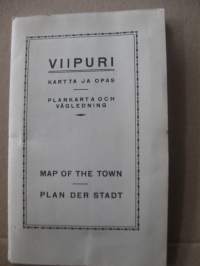 VIIPURI
KARTTA JA OPAS
PLANKARTA OCH
VÄGLEDNING
MAP OF THE TOWN
PLAN DER STADT